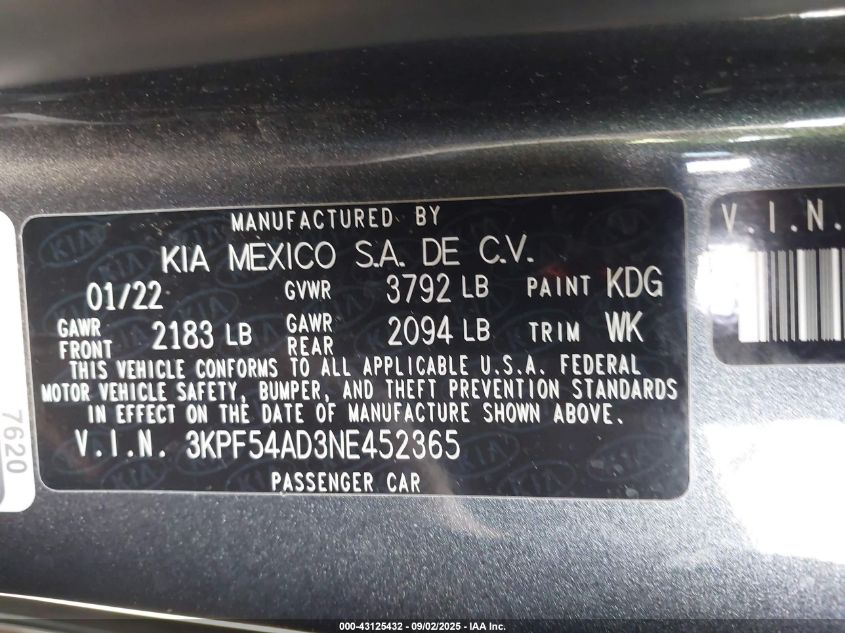 MANUFACTURED BY
KIA MEXICO S.A. DE C.V.
01/22 GVWR 3792 LB PAINT KDG
GAWR FRONT 2183 LB GAWR REAR 2094 LB TRIM WK
THIS VEHICLE CONFORMS TO ALL APPLICABLE U.S.A. FEDERAL
MOTOR VEHICLE SAFETY, BUMPER, AND THEFT PREVENTION STANDARDS
IN EFFECT ON THE DATE OF MANUFACTURE SHOWN ABOVE.
V.I.N. 3KPF54AD3NE452365
PASSENGER CAR
V.I.N.
7620
000-43125432 - 09/02/2025 - IAA Inc.